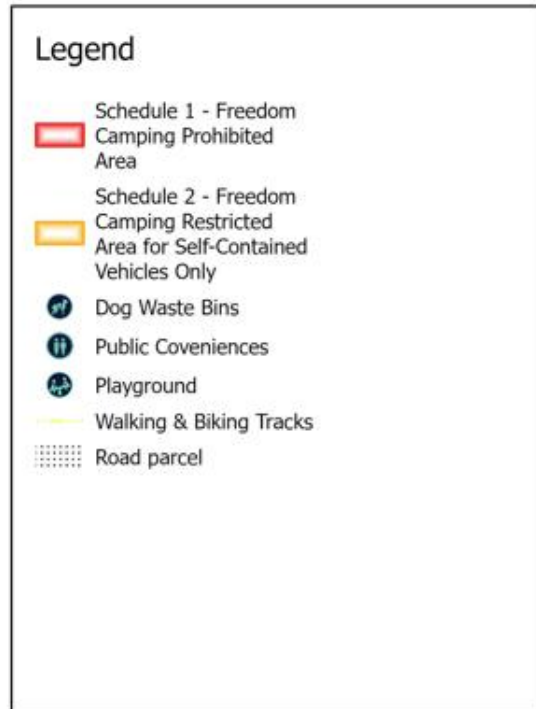 Legend
Schedule 1 - Freedom
Camping Prohibited
Area
Schedule 2 - Freedom
Camping Restricted
Area for Self-Contained
Vehicles Only
Dog Waste Bins
Public Coveniences
Playground
Walking & Biking Tracks
Road parcel